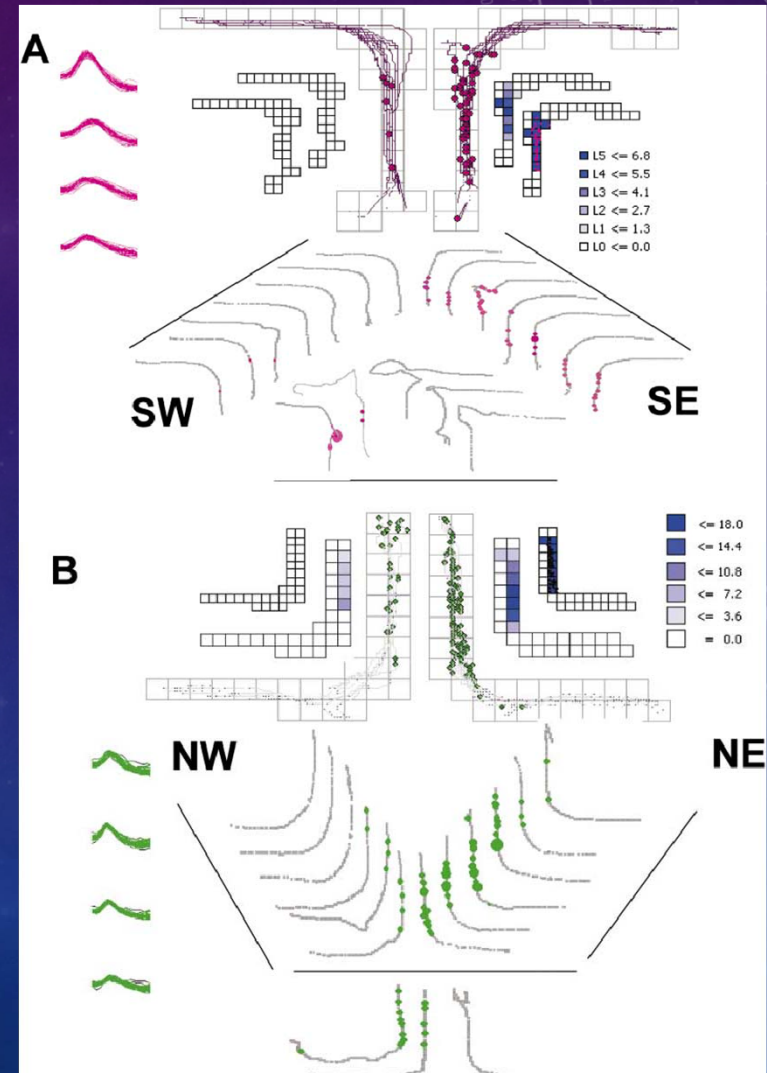 A
L5 <= 6.8
L4 <= 5.5
L3 <= 4.1
L2 <= 2.7
L1 <= 1.3
L0 <= 0.0
SW
SE
B
<= 18.0
<= 14.4
<= 10.8
<= 7.2
<= 3.6
= 0.0
NW
NE